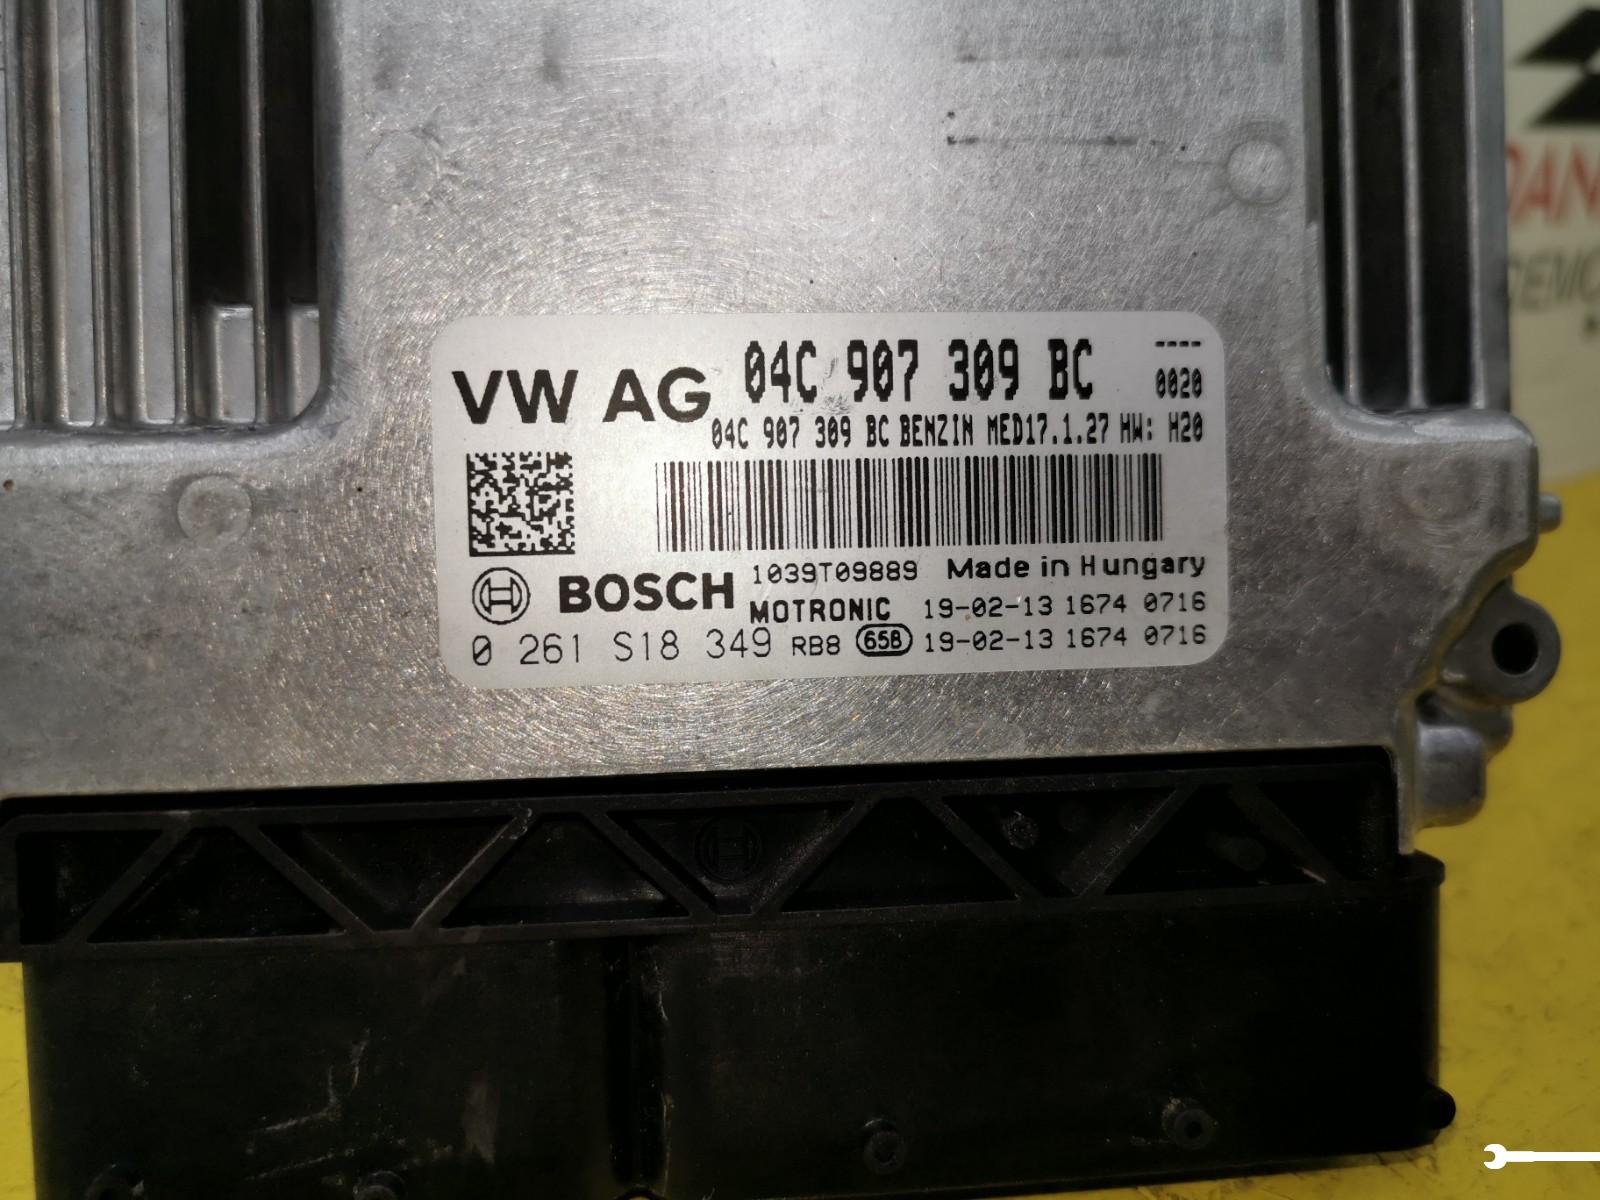 VW AG 04C 907 309 BC ----
0020
04C 907 309 BC BENZIN MED17.1.27 HW: H20
BOSCH 1039T09889 Made in Hungary
MOTRONIC 19-02-13 1674 0716
0 261 S18 349 RB8 65B 19-02-13 1674 0716